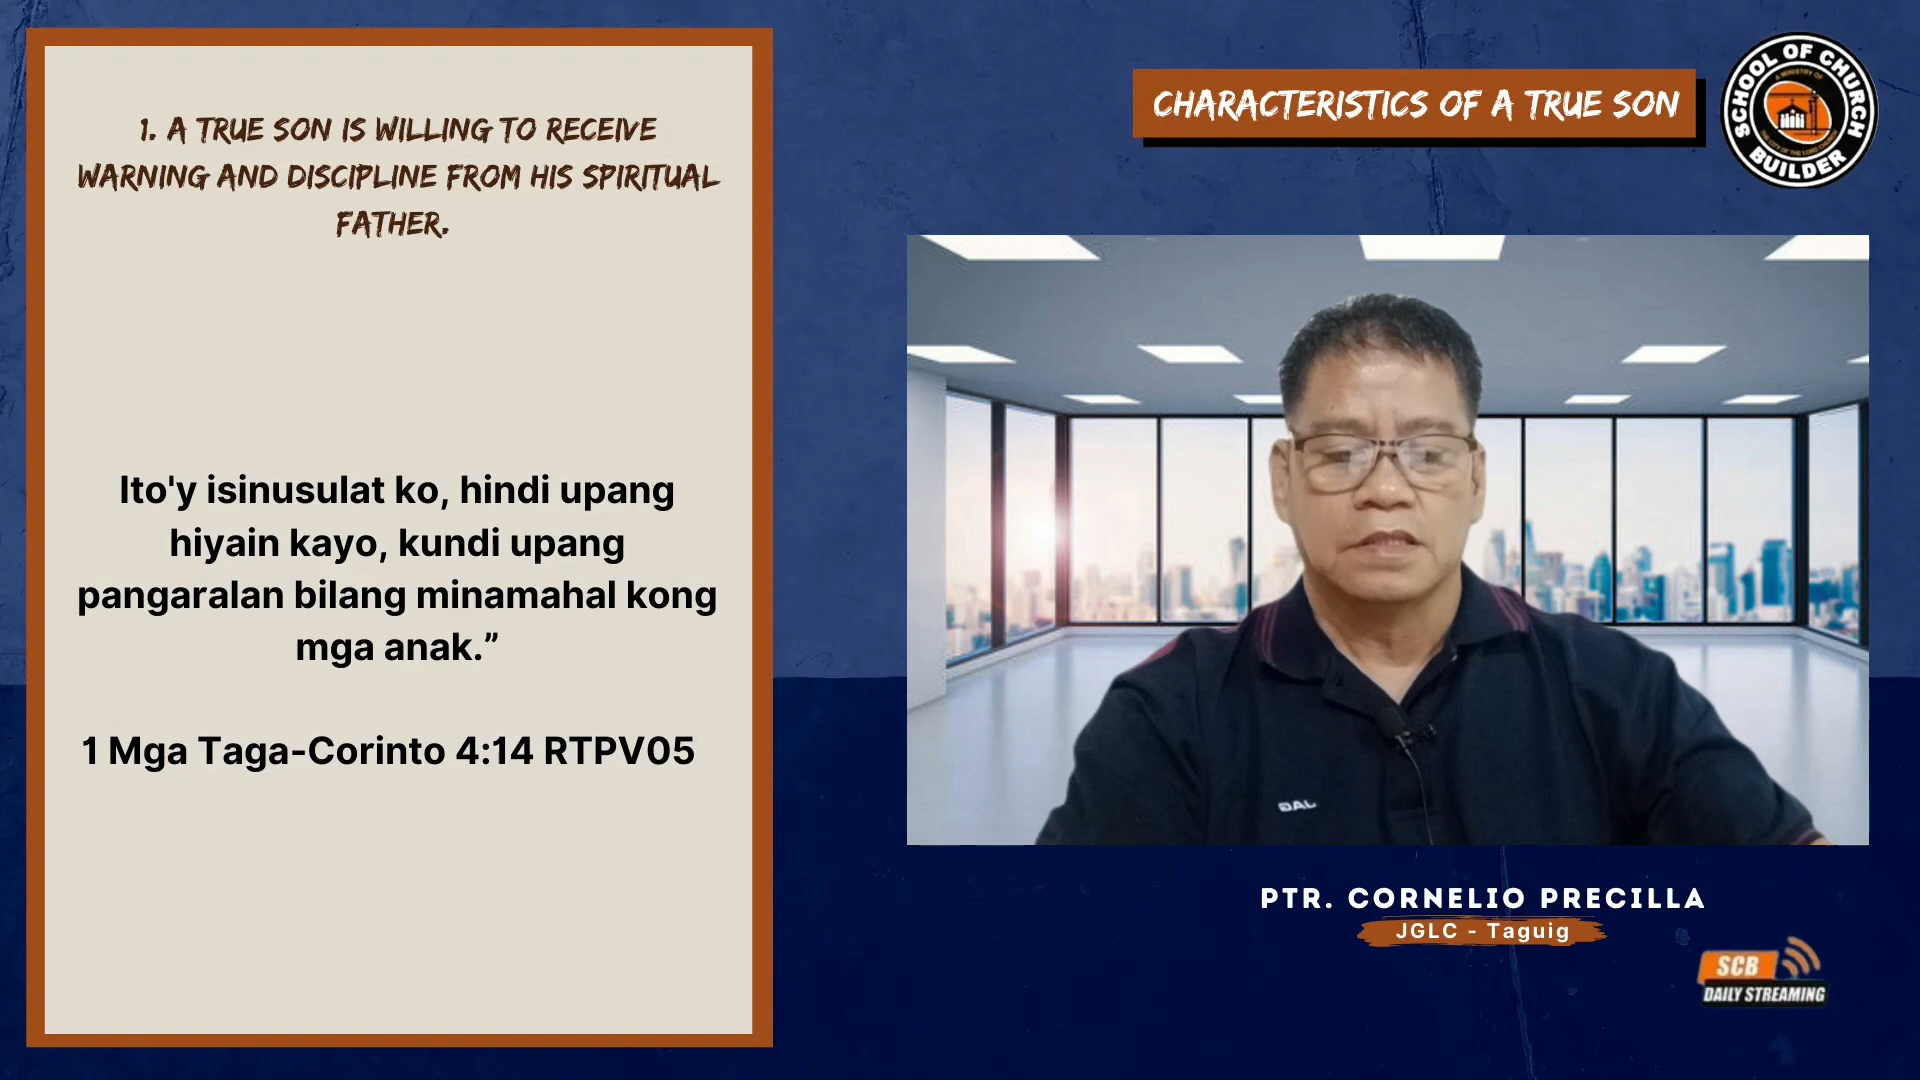 1. A TRUE SON IS WILLING TO RECEIVE
WARNING AND DISCIPLINE FROM HIS SPIRITUAL
FATHER.
Ito'y isinusulat ko, hindi upang
hiyain kayo, kundi upang
pangaralan bilang minamahal kong
mga anak.”
1 Mga Taga-Corinto 4:14 RTPV05
CHARACTERISTICS OF A TRUE SON
SCHOOL OF CHURCH
BUILDER
A MINISTRY OF
PTR. CORNELIO PRECILLA
JGLC - Taguig
SCB
DAILY STREAMING